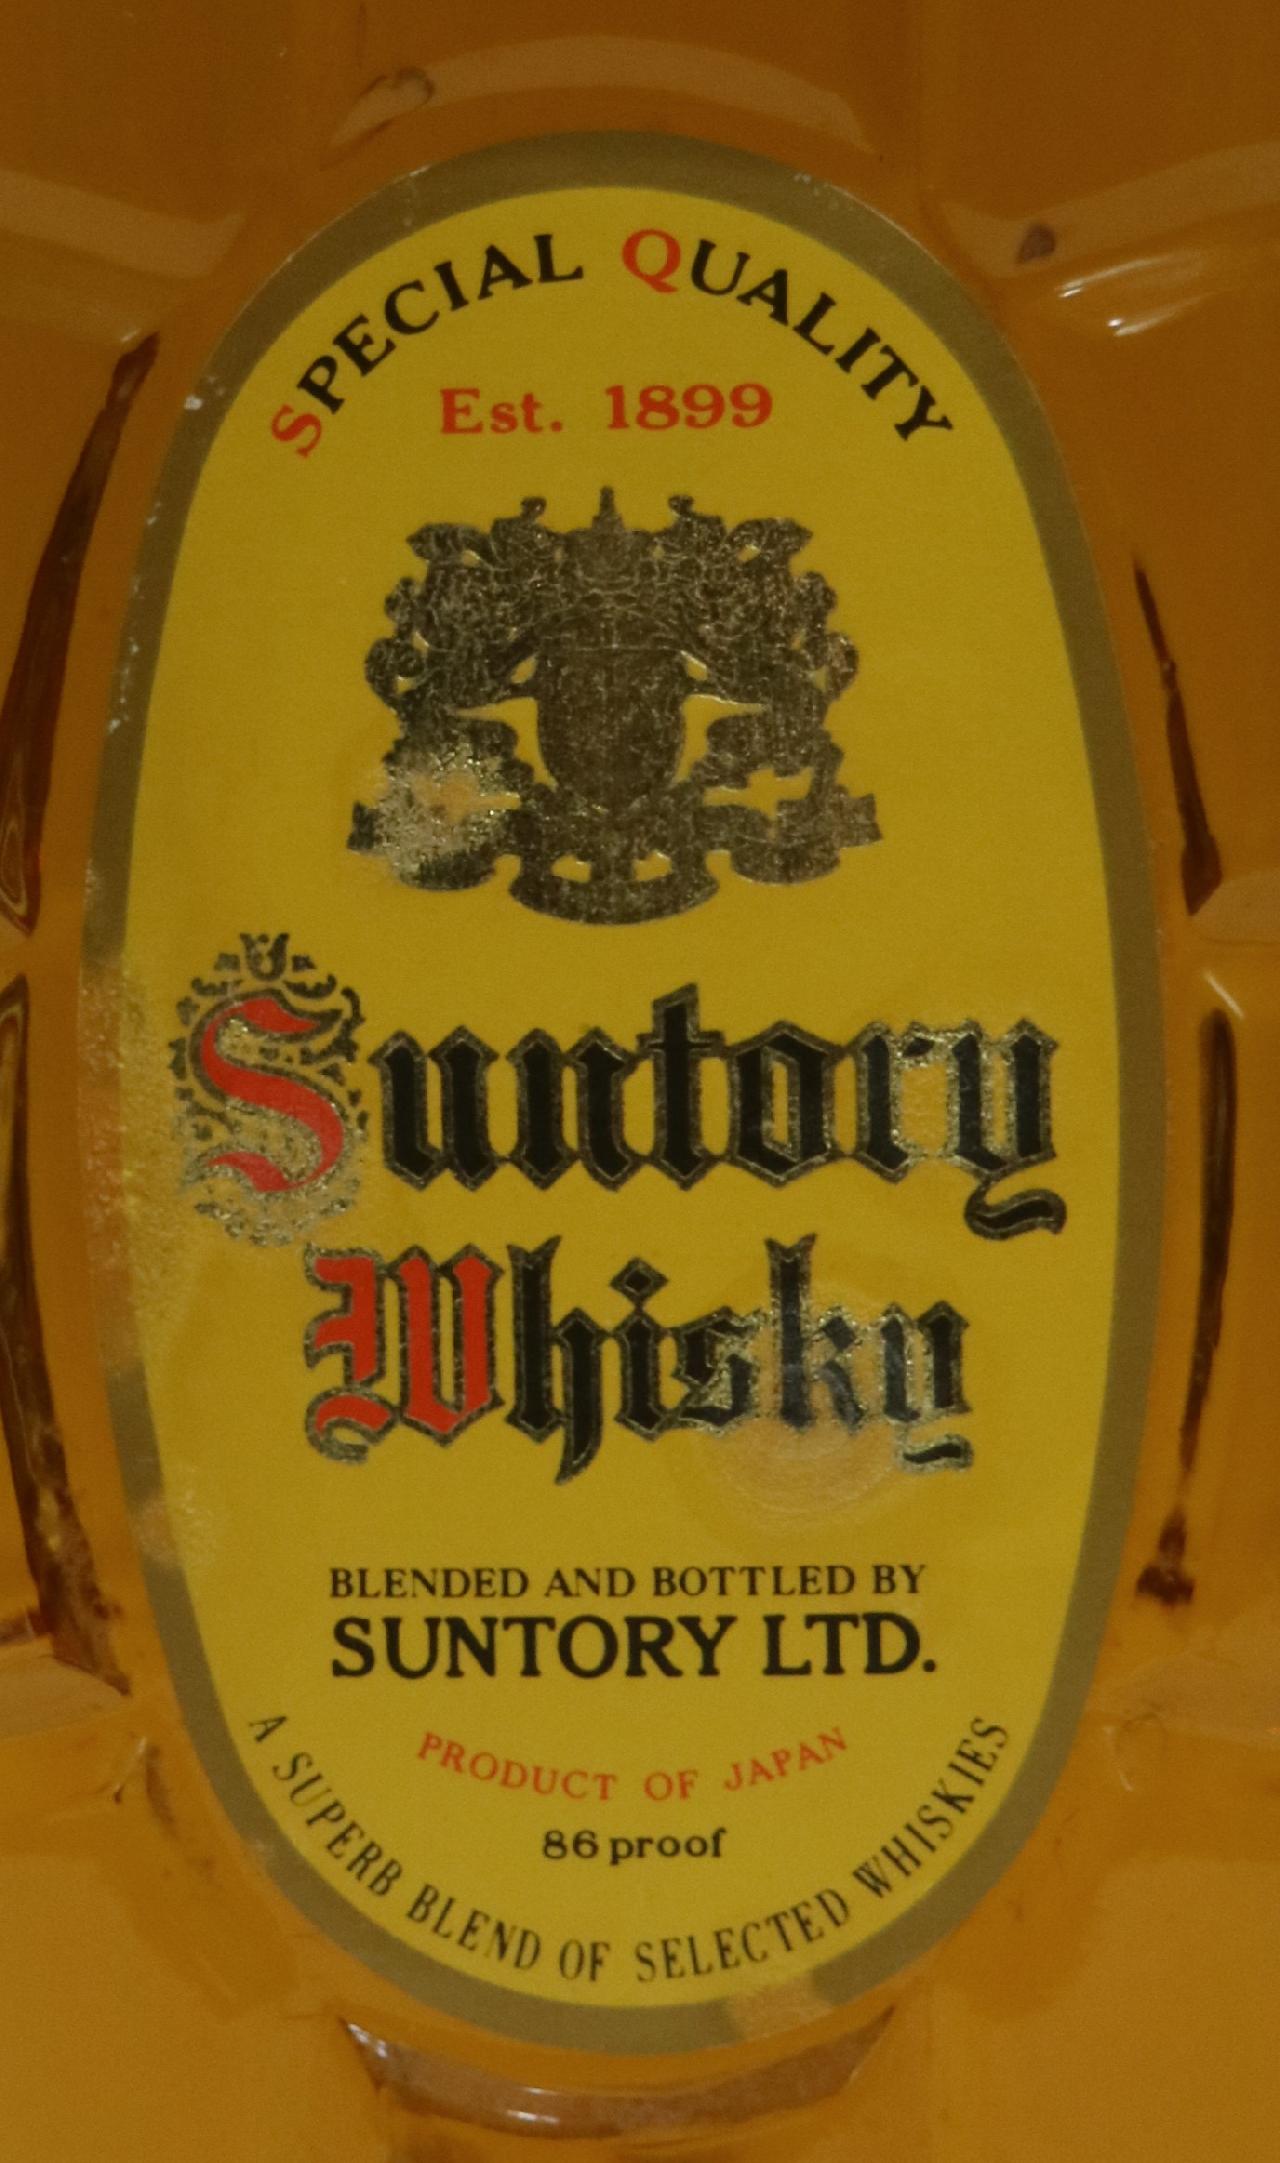 SPECIAL QUALITY
Est. 1899
Suntory
Whisky
BLENDED AND BOTTLED BY
SUNTORY LTD.
PRODUCT OF JAPAN
86 proof
A SUPERB BLEND OF SELECTED WHISKIES